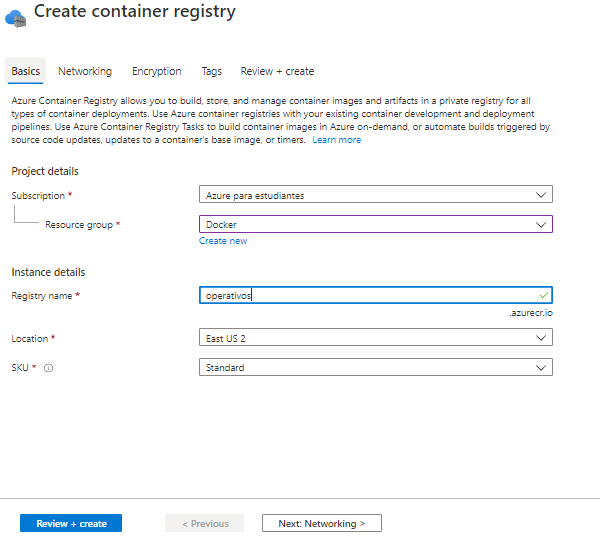 Create container registry
Basics Networking Encryption Tags Review + create
Azure Container Registry allows you to build, store, and manage container images and artifacts in a private registry for all
types of container deployments. Use Azure container registries with your existing container development and deployment
pipelines. Use Azure Container Registry Tasks to build container images in Azure on-demand, or automate builds triggered by
source code updates, updates to a container's base image, or timers. Learn more
Project details
Subscription * Azure para estudiantes
Resource group * Docker
Create new
Instance details
Registry name * operativos
.azurecr.io
Location * East US 2
SKU * Standard
Review + create < Previous Next: Networking >